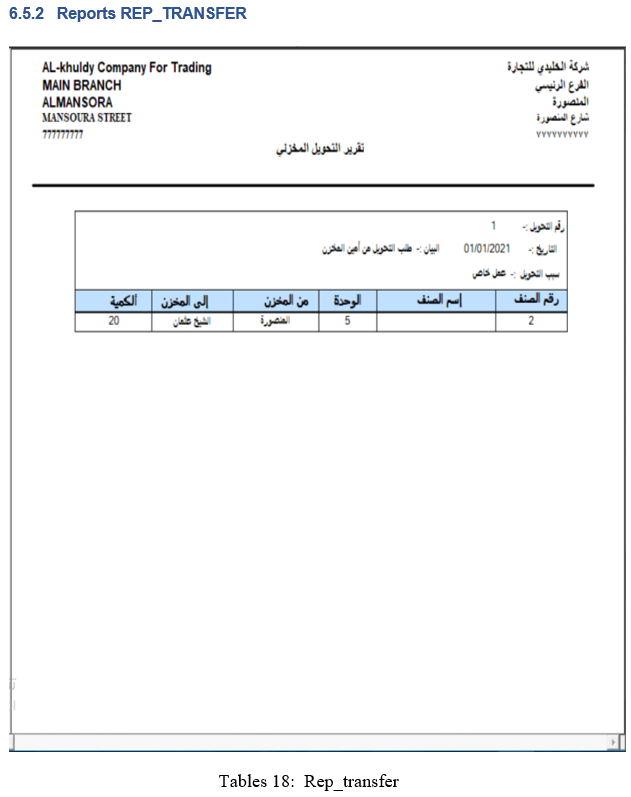 6.5.2 Reports REP_TRANSFER
AL-khuldy Company For Trading
MAIN BRANCH
ALMANSORA
MANSOURA STREET
777777777
شركة الخليدي للتجارة
الفرع الرئيسي
المنصورة
شارع المنصورة
٧٧٧٧٧٧٧٧٧٧
تقرير التحويل المخزني
رقم التحويل :- 1
التاريخ :- 01/01/2021 البيان :- طلب التحويل من أمين المخزن
سبب التحويل :- عمل خاص
رقم الصنف إسم الصنف الوحدة من المخزن إلى المخزن الكمية
2 5 المنصورة الشيخ عثمان 20
Tables 18: Rep_transfer